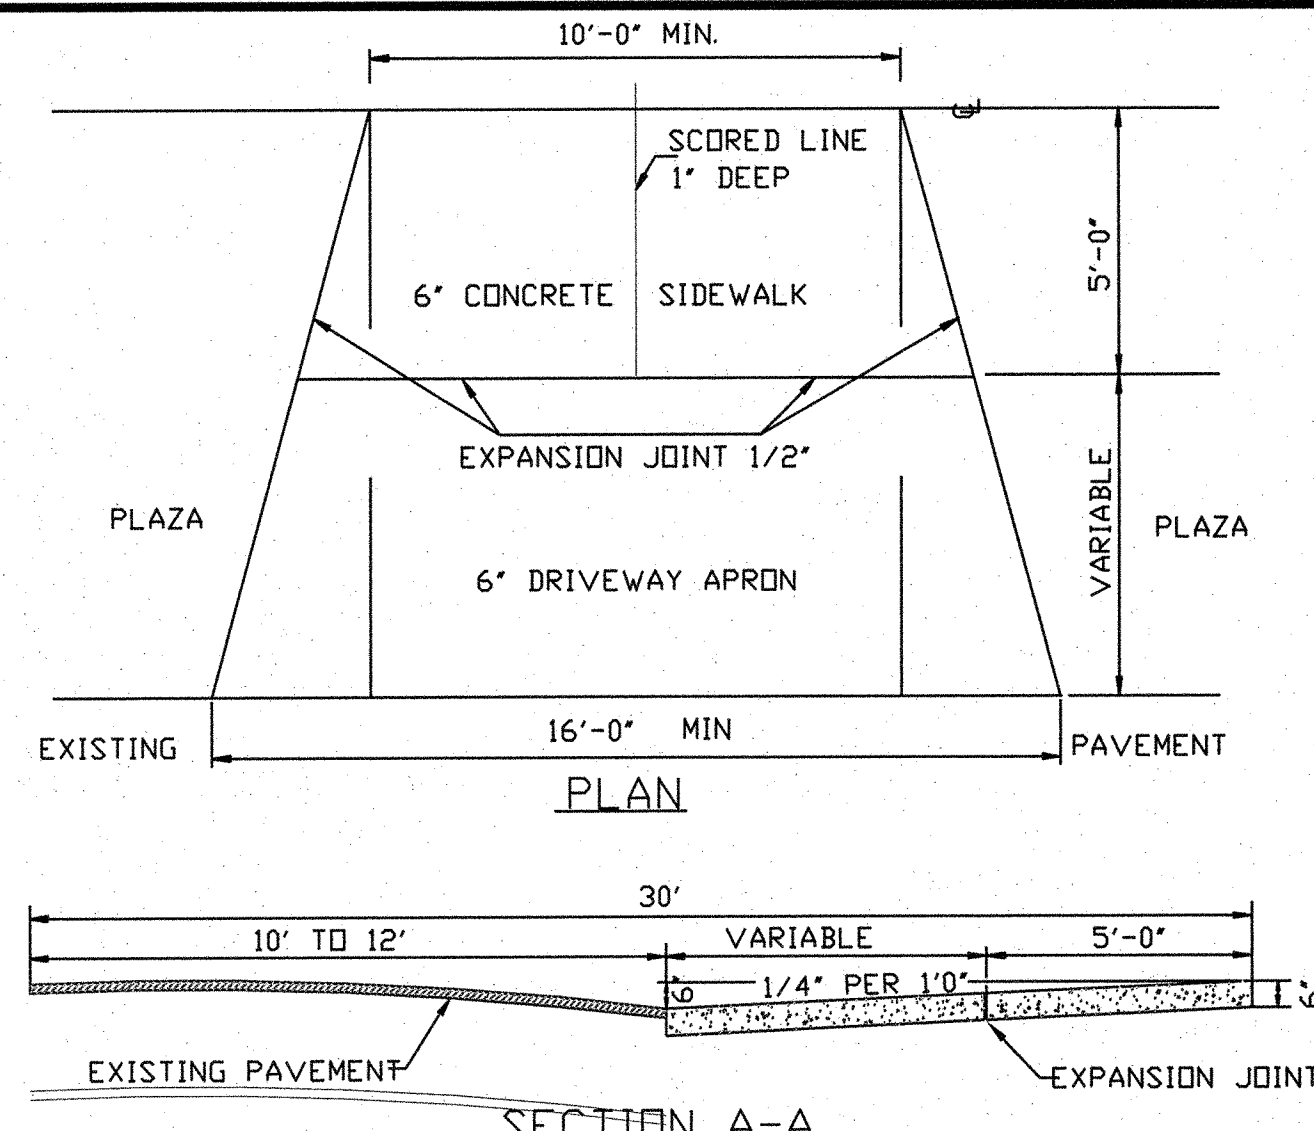 10'-0" MIN.
SCORED LINE
1" DEEP
5'-0"
6" CONCRETE SIDEWALK
EXPANSION JOINT 1/2"
PLAZA
VARIABLE
PLAZA
6" DRIVEWAY APRON
16'-0" MIN
EXISTING
PAVEMENT
PLAN
30'
10' TO 12'
VARIABLE
5'-0"
6"
1/4" PER 1'0"
6"
EXISTING PAVEMENT
EXPANSION JOINT
SECTION A-A